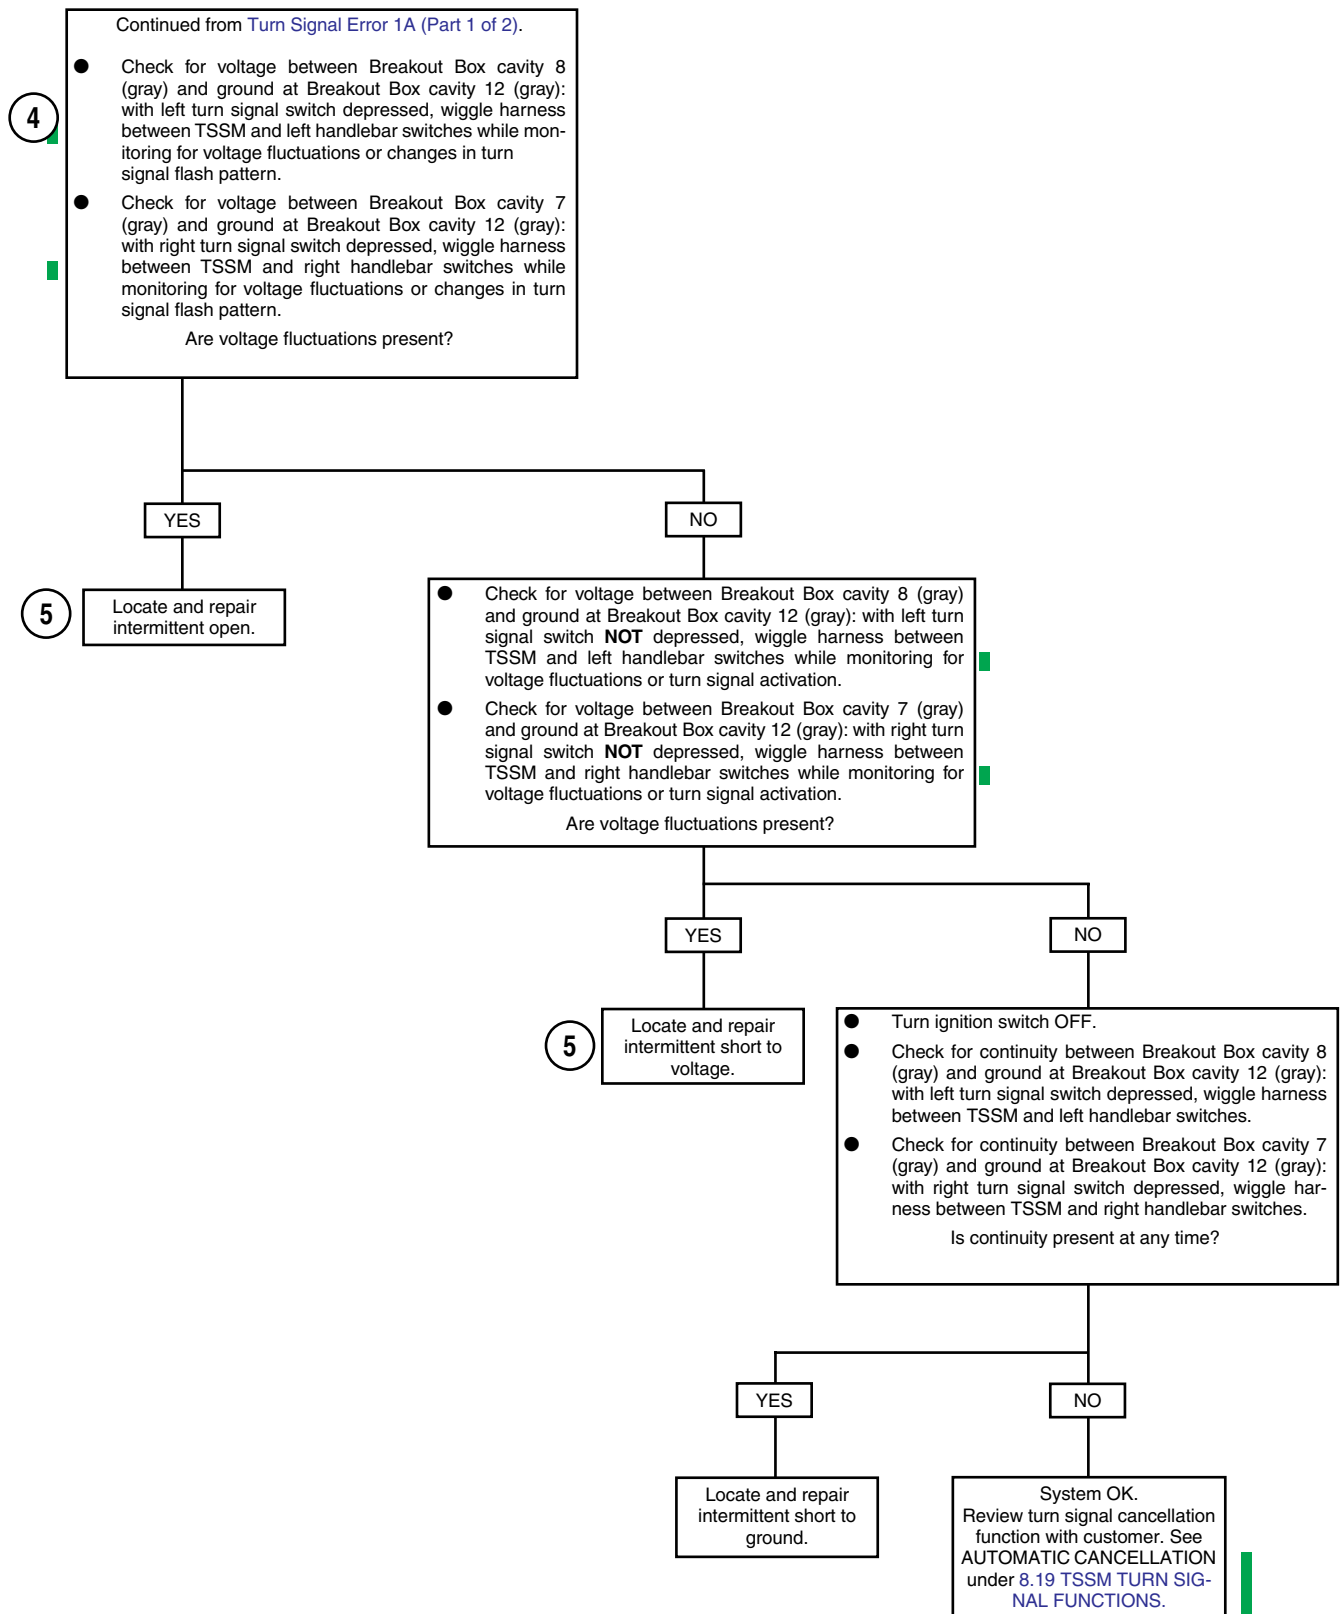 Continued from Turn Signal Error 1A (Part 1 of 2).
● Check for voltage between Breakout Box cavity 8
(gray) and ground at Breakout Box cavity 12 (gray):
with left turn signal switch depressed, wiggle harness
between TSSM and left handlebar switches while mon-
itoring for voltage fluctuations or changes in turn
signal flash pattern.
4
● Check for voltage between Breakout Box cavity 7
(gray) and ground at Breakout Box cavity 12 (gray):
with right turn signal switch depressed, wiggle harness
between TSSM and right handlebar switches while
monitoring for voltage fluctuations or changes in turn
signal flash pattern.
Are voltage fluctuations present?
YES
NO
5
Locate and repair
intermittent open.
● Check for voltage between Breakout Box cavity 8 (gray)
and ground at Breakout Box cavity 12 (gray): with left turn
signal switch NOT depressed, wiggle harness between
TSSM and left handlebar switches while monitoring for
voltage fluctuations or turn signal activation.
● Check for voltage between Breakout Box cavity 7 (gray)
and ground at Breakout Box cavity 12 (gray): with right turn
signal switch NOT depressed, wiggle harness between
TSSM and right handlebar switches while monitoring for
voltage fluctuations or turn signal activation.
Are voltage fluctuations present?
YES
NO
5
Locate and repair
intermittent short to
voltage.
● Turn ignition switch OFF.
● Check for continuity between Breakout Box cavity 8
(gray) and ground at Breakout Box cavity 12 (gray):
with left turn signal switch depressed, wiggle harness
between TSSM and left handlebar switches.
● Check for continuity between Breakout Box cavity 7
(gray) and ground at Breakout Box cavity 12 (gray):
with right turn signal switch depressed, wiggle har-
ness between TSSM and right handlebar switches.
Is continuity present at any time?
YES
NO
Locate and repair
intermittent short to
ground.
System OK.
Review turn signal cancellation
function with customer. See
AUTOMATIC CANCELLATION
under 8.19 TSSM TURN SIG-
NAL FUNCTIONS.